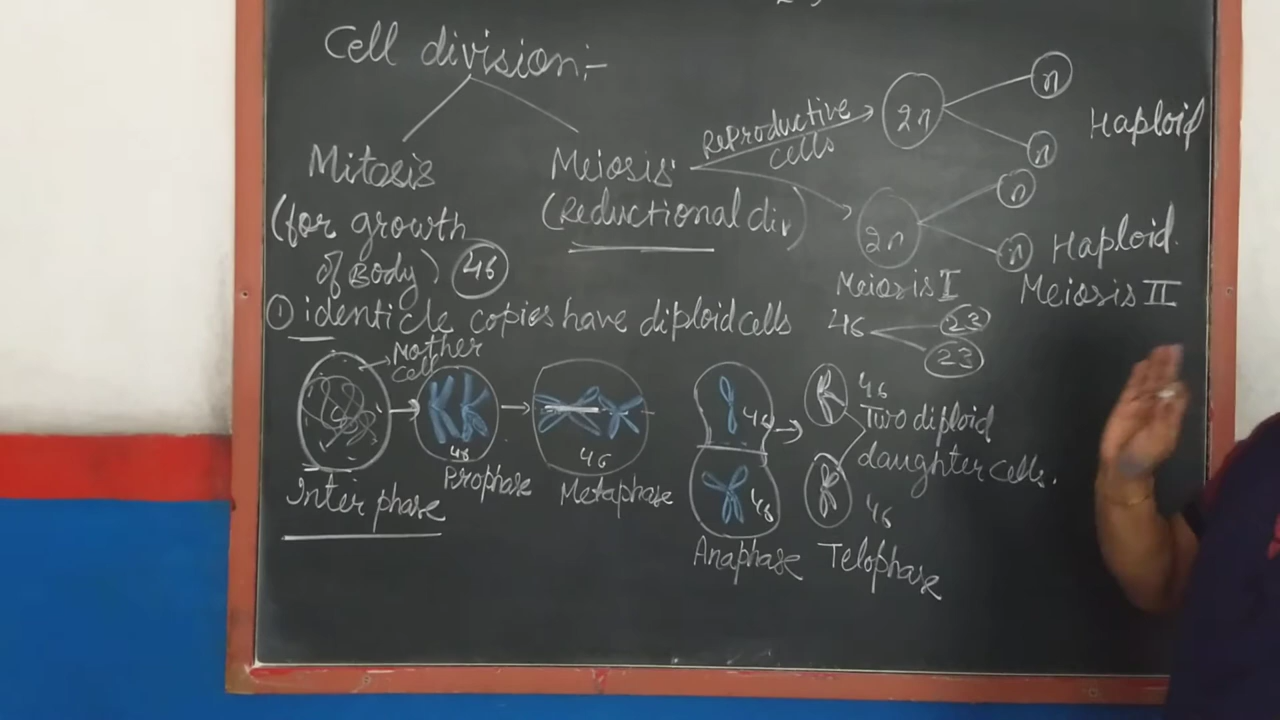 Cell division:-
Mitosis
(for growth
of Body) 46
Meiosis
(Reductional div)
Reproductive
cells
2n
n
n
Haploid
2n
n
n
Haploid.
Meiosis I
Meiosis II
46
23
23
① identicle copies have diploid cells
Mother
cell
Inter phase
48
Prophase
46
Metaphase
46
48
Anaphase
46
Two diploid
daughter cells.
46
Telophase